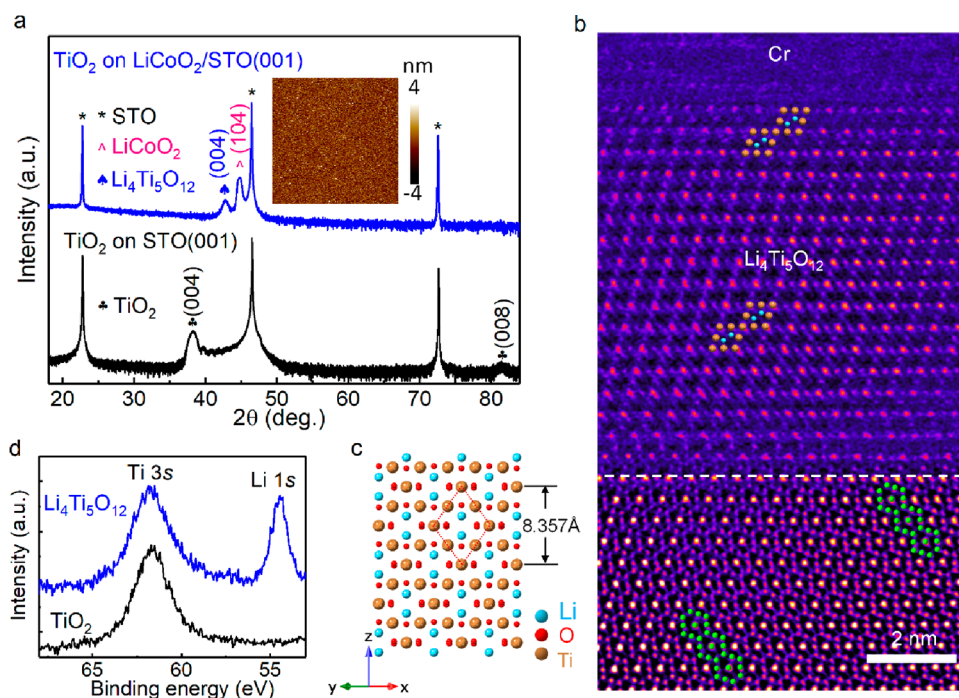 a
TiO₂ on LiCoO₂/STO(001)
* STO
^ LiCoO₂
♠ Li₄Ti₅O₁₂
nm
4
-4
*
♠ (004)
^ (104)
*
*
TiO₂ on STO(001)
♣ TiO₂
♣ (004)
♣ (008)
Intensity (a.u.)
20 30 40 50 60 70 80
2θ (deg.)
b
Cr
Li₄Ti₅O₁₂
2 nm
d
Ti 3s
Li 1s
Li₄Ti₅O₁₂
TiO₂
Intensity (a.u.)
65 60 55
Binding energy (eV)
c
8.357Å
Li
O
Ti
z
y
x